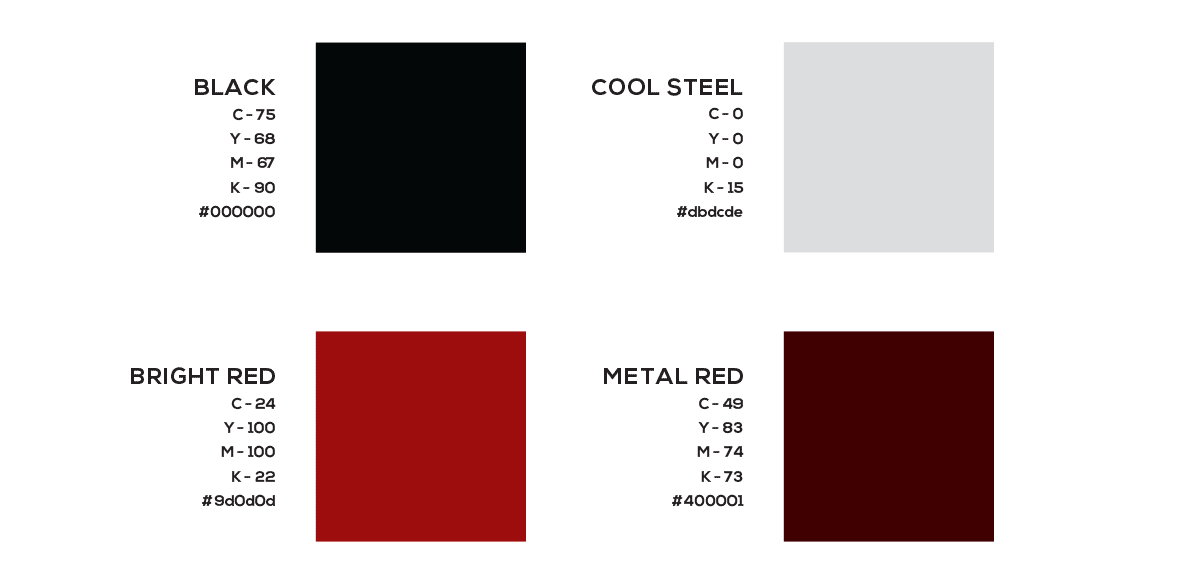 BLACK
C - 75
Y - 68
M - 67
K - 90
#000000
COOL STEEL
C - 0
Y - 0
M - 0
K - 15
#dbdcde
BRIGHT RED
C - 24
Y - 100
M - 100
K - 22
#9d0d0d
METAL RED
C - 49
Y - 83
M - 74
K - 73
#400001